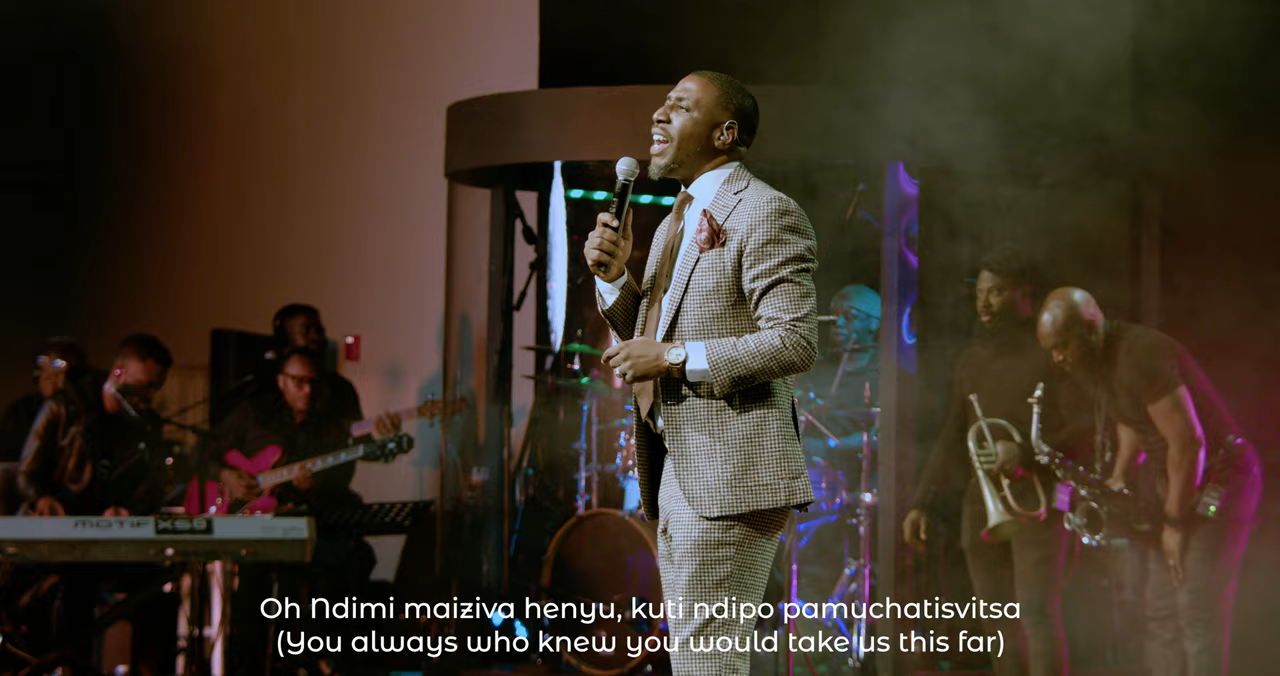 MOTIF XS8
Oh Ndimi maiziva henyu, kuti ndipo pamuchatisvitsa
(You always who knew you would take us this far)